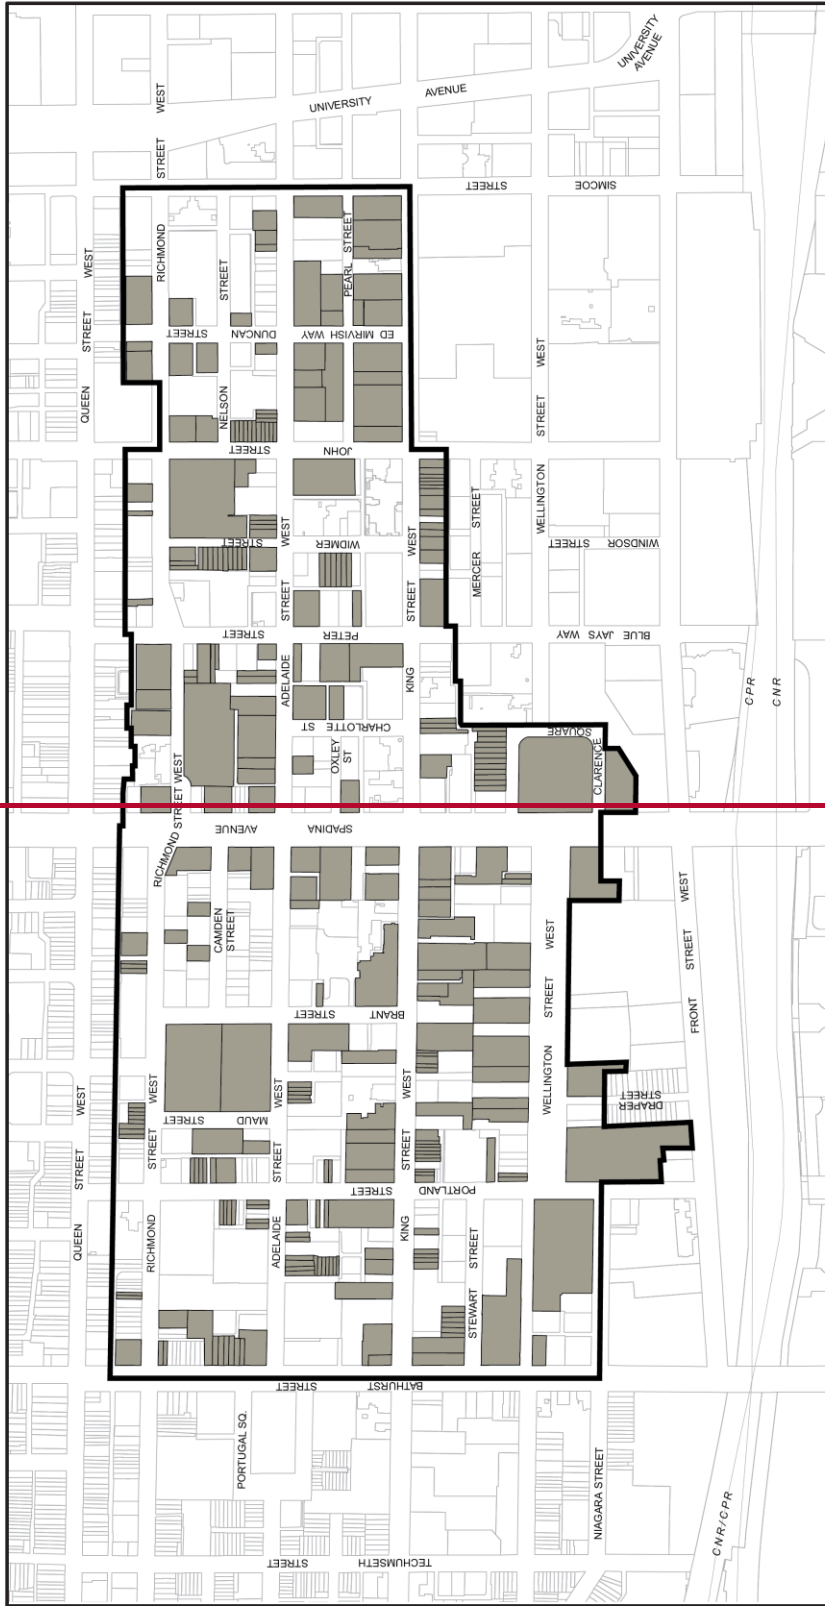 UNIVERSITY
AVENUE
WEST
UNIVERSITY
AVENUE
STREET
STREET
SIMCOE
WEST
STREET
QUEEN
RICHMOND
STREET
STREET
PEARL
STREET
DUNCAN
ED MIRVISH WAY
NELSON
STREET
JOHN
WEST
STREET
WELLINGTON
STREET
WIDMER
WEST
STREET
WEST
STREET
MERCER
STREET
STREET
WINDSOR
STREET
PETER
BLUE JAYS WAY
ADELAIDE
KING
CPR
CNR
CHARLOTTE
ST
OXLEY
ST
SQUARE
CLARENCE
RICHMOND STREET WEST
AVENUE
SPADINA
CAMDEN
STREET
WEST
STREET
WELLINGTON
WEST
STREET
FRONT
STREET
BRANT
DRAPER
STREET
WEST
STREET
QUEEN
WEST
STREET
RICHMOND
STREET
MAUD
WEST
STREET
ADELAIDE
WEST
STREET
KING
STREET
PORTLAND
STREET
STEWART
STREET
BATHURST
PORTUGAL SQ.
NIAGARA STREET
CNR/CPR
STREET
TECHUMSETH